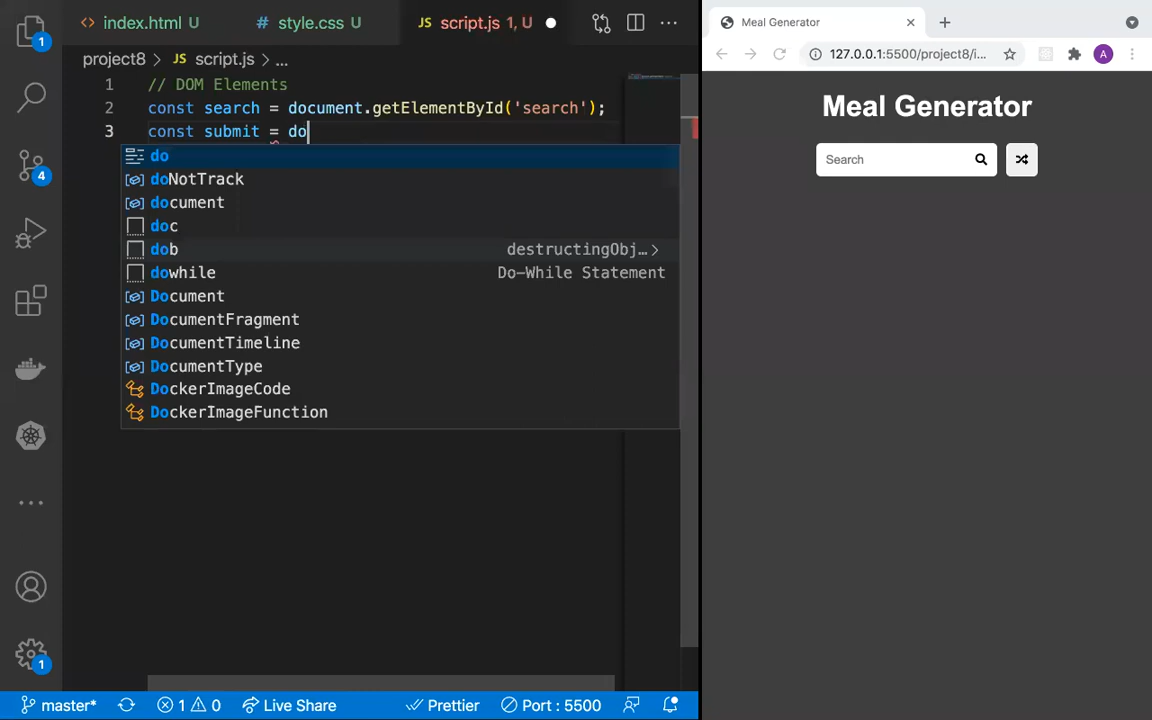 index.html U
style.css U
script.js 1, U
project8 > JS script.js > ...
1 // DOM Elements
2 const search = document.getElementById('search');
3 const submit = do
do
doNotTrack
document
doc
dob destructingObj… >
dowhile Do-While Statement
Document
DocumentFragment
DocumentTimeline
DocumentType
DockerImageCode
DockerImageFunction
1
4
1
master* 1 0 Live Share Prettier Port : 5500
Meal Generator
127.0.0.1:5500/project8/i... A
Meal Generator
Search